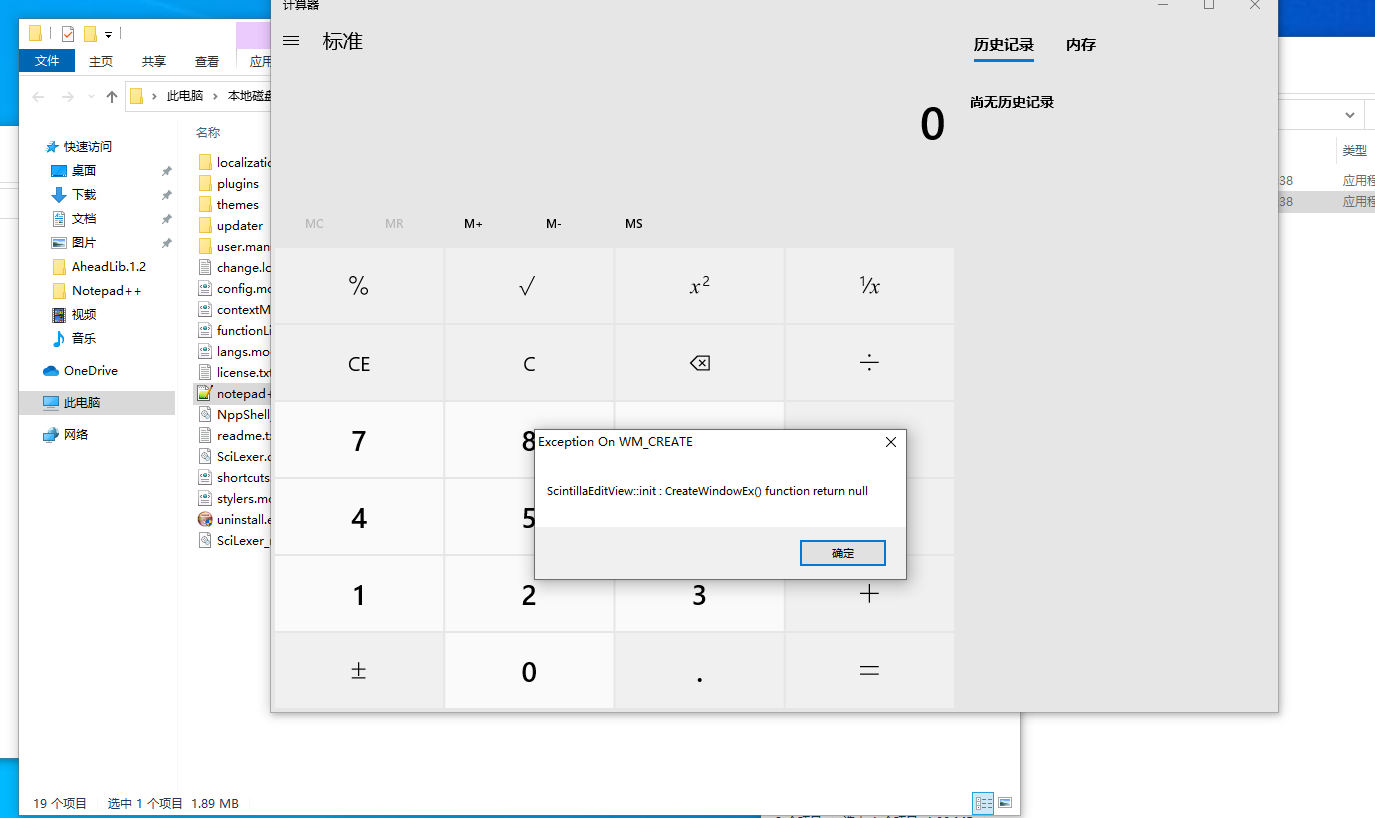 计算器
标准
历史记录 内存
尚无历史记录
0
MC MR M+ M- MS
% √ x² ¹/x
CE C ÷
7 8
4 5
1 2 3 +
± 0 . =
Exception On WM_CREATE
ScintillaEditView::init : CreateWindowEx() function return null
确定
文件 主页 共享 查看 应用
此电脑 › 本地磁盘
名称
快速访问
桌面
下载
文档
图片
AheadLib.1.2
Notepad++
视频
音乐
OneDrive
此电脑
网络
localizatio
plugins
themes
updater
user.man
change.lo
config.mo
contextM
functionLi
langs.mo
license.txt
notepad+
NppShell
readme.tx
SciLexer.d
shortcuts
stylers.mo
uninstall.e
SciLexer_
19 个项目 选中 1 个项目 1.89 MB
类型
38 应用程
38 应用程